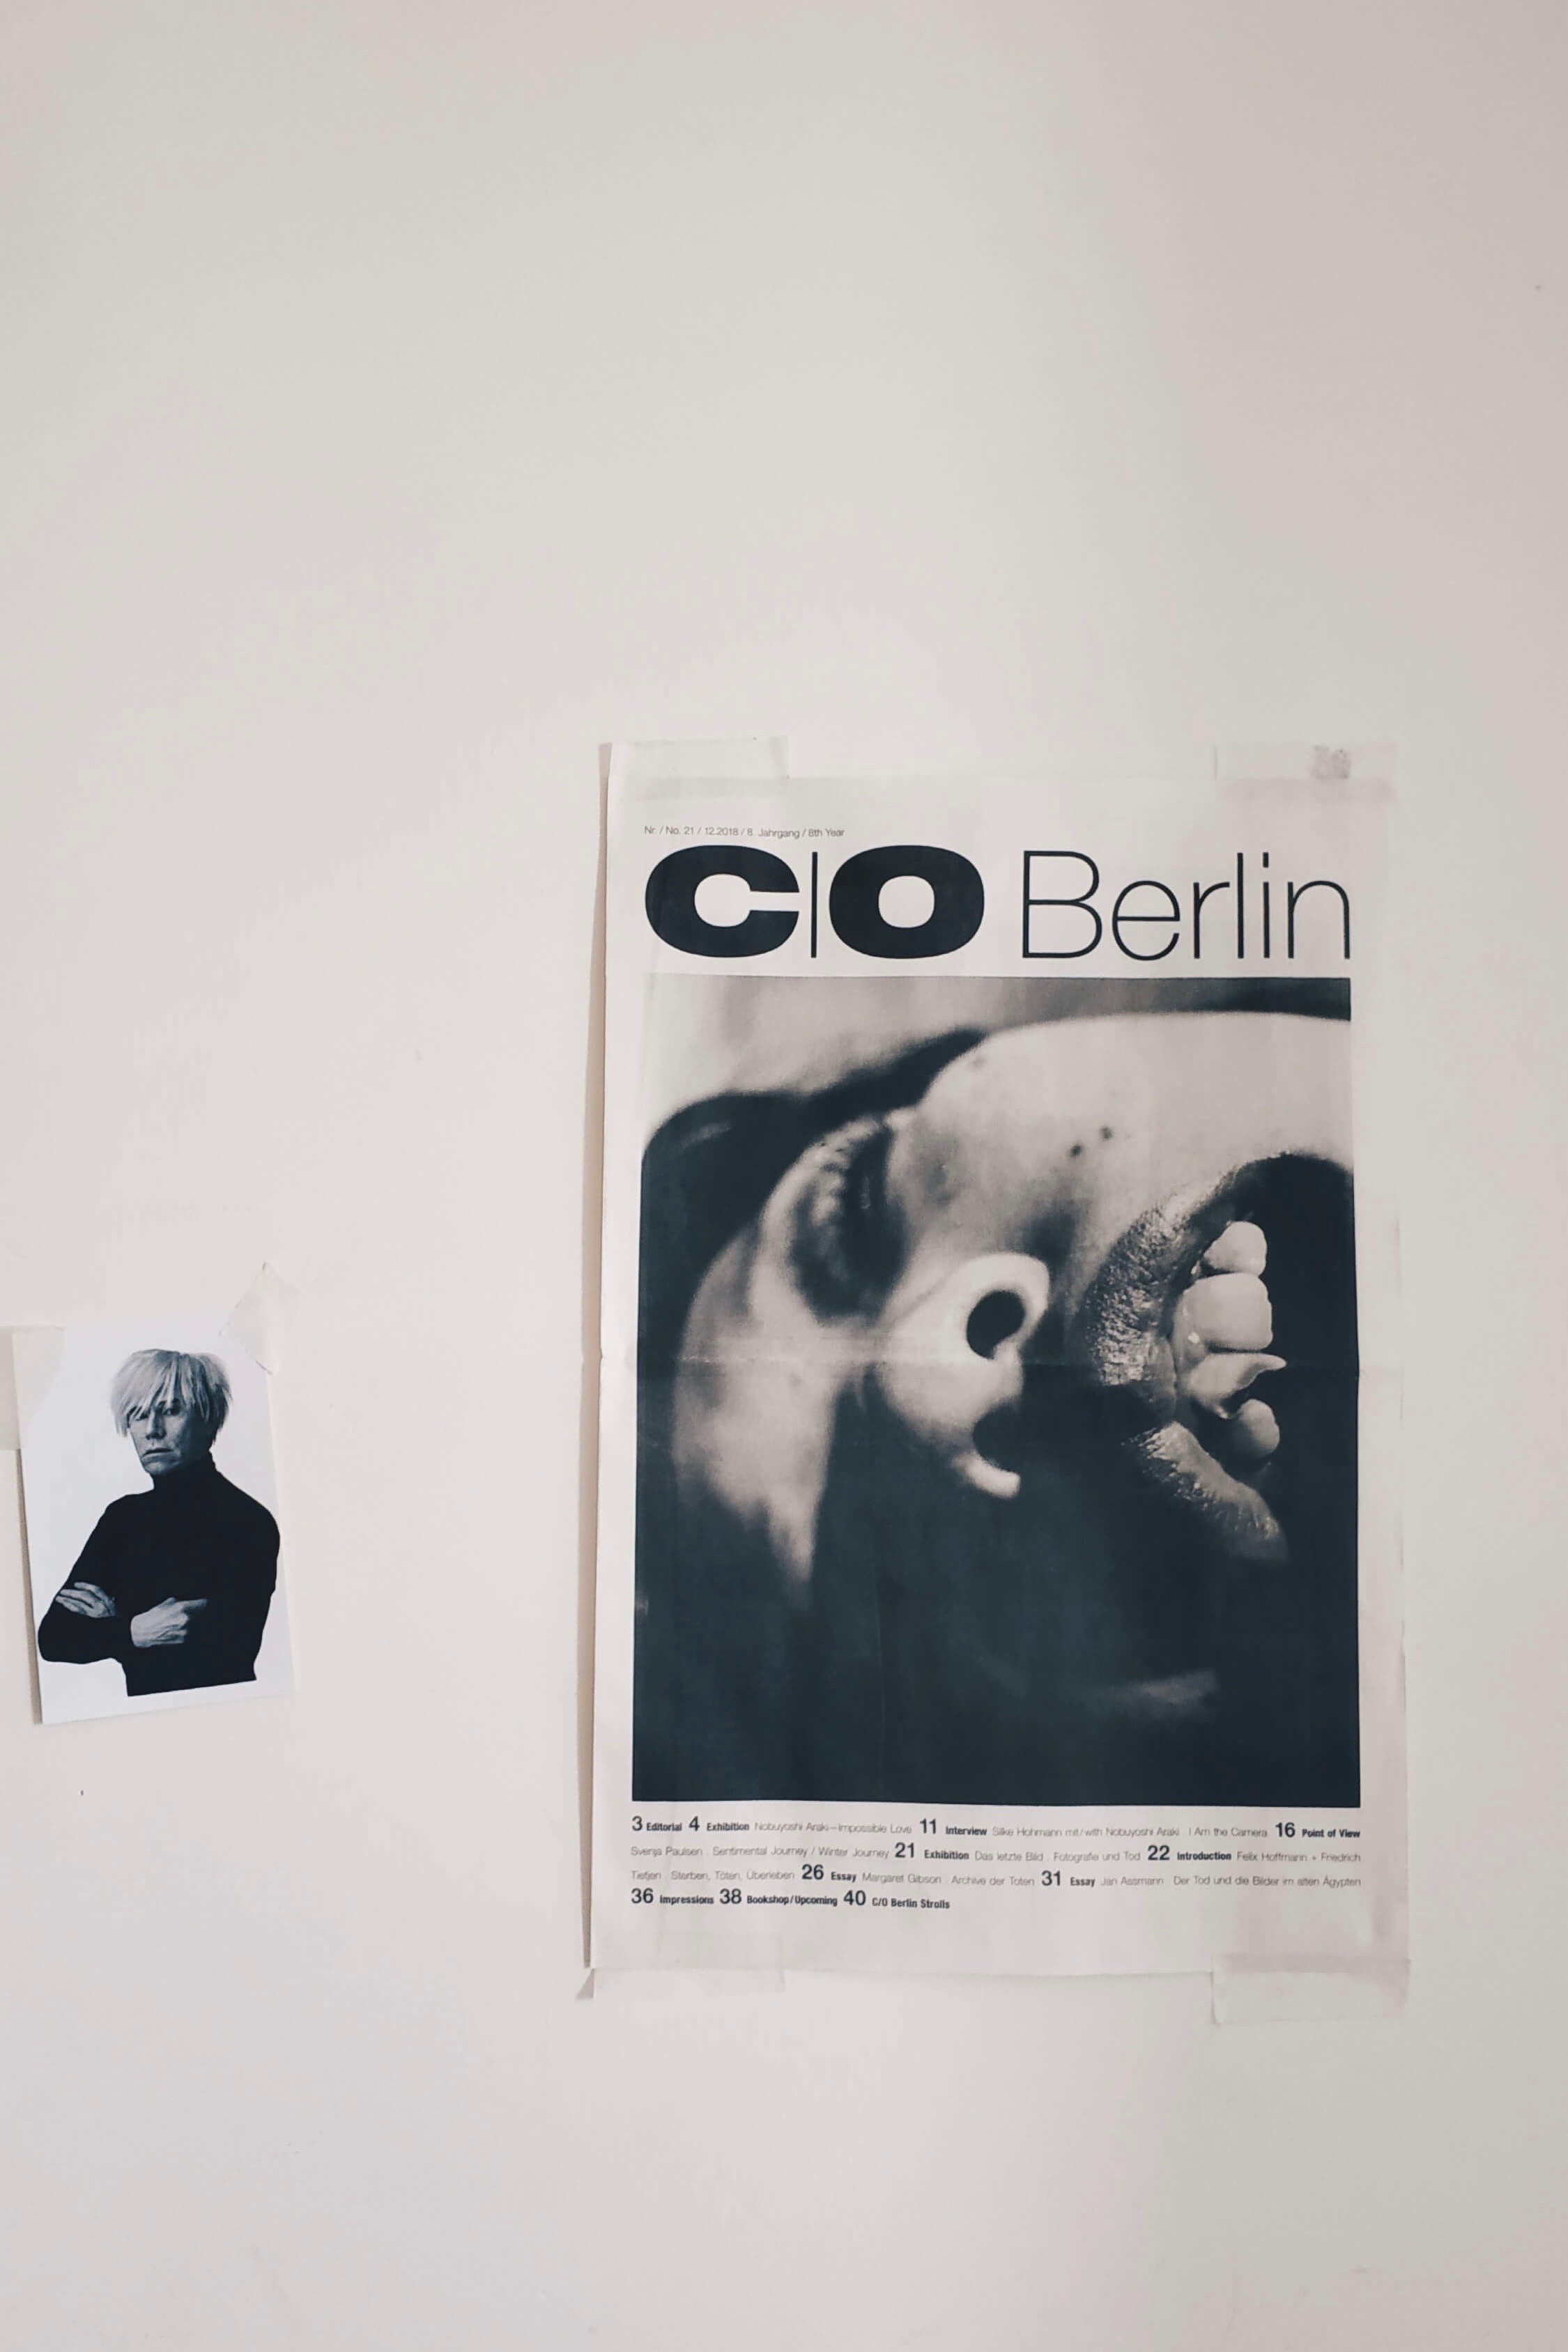 Nr. / No. 21 / 12.2018 / 8. Jahrgang / 8th Year
C|O Berlin
3 Editorial 4 Exhibition Nobuyoshi Araki – Impossible Love 11 Interview Silke Hohmann mit/with Nobuyoshi Araki . I Am the Camera 16 Point of View
Svenja Paulsen . Sentimental Journey / Winter Journey 21 Exhibition Das letzte Bild . Fotografie und Tod 22 Introduction Felix Hoffmann + Friedrich
Tietjen . Sterben, Töten, Überleben 26 Essay Margaret Gibson . Archive der Toten 31 Essay Jan Assmann . Der Tod und die Bilder im alten Ägypten
36 Impressions 38 Bookshop/Upcoming 40 C/O Berlin Strolls